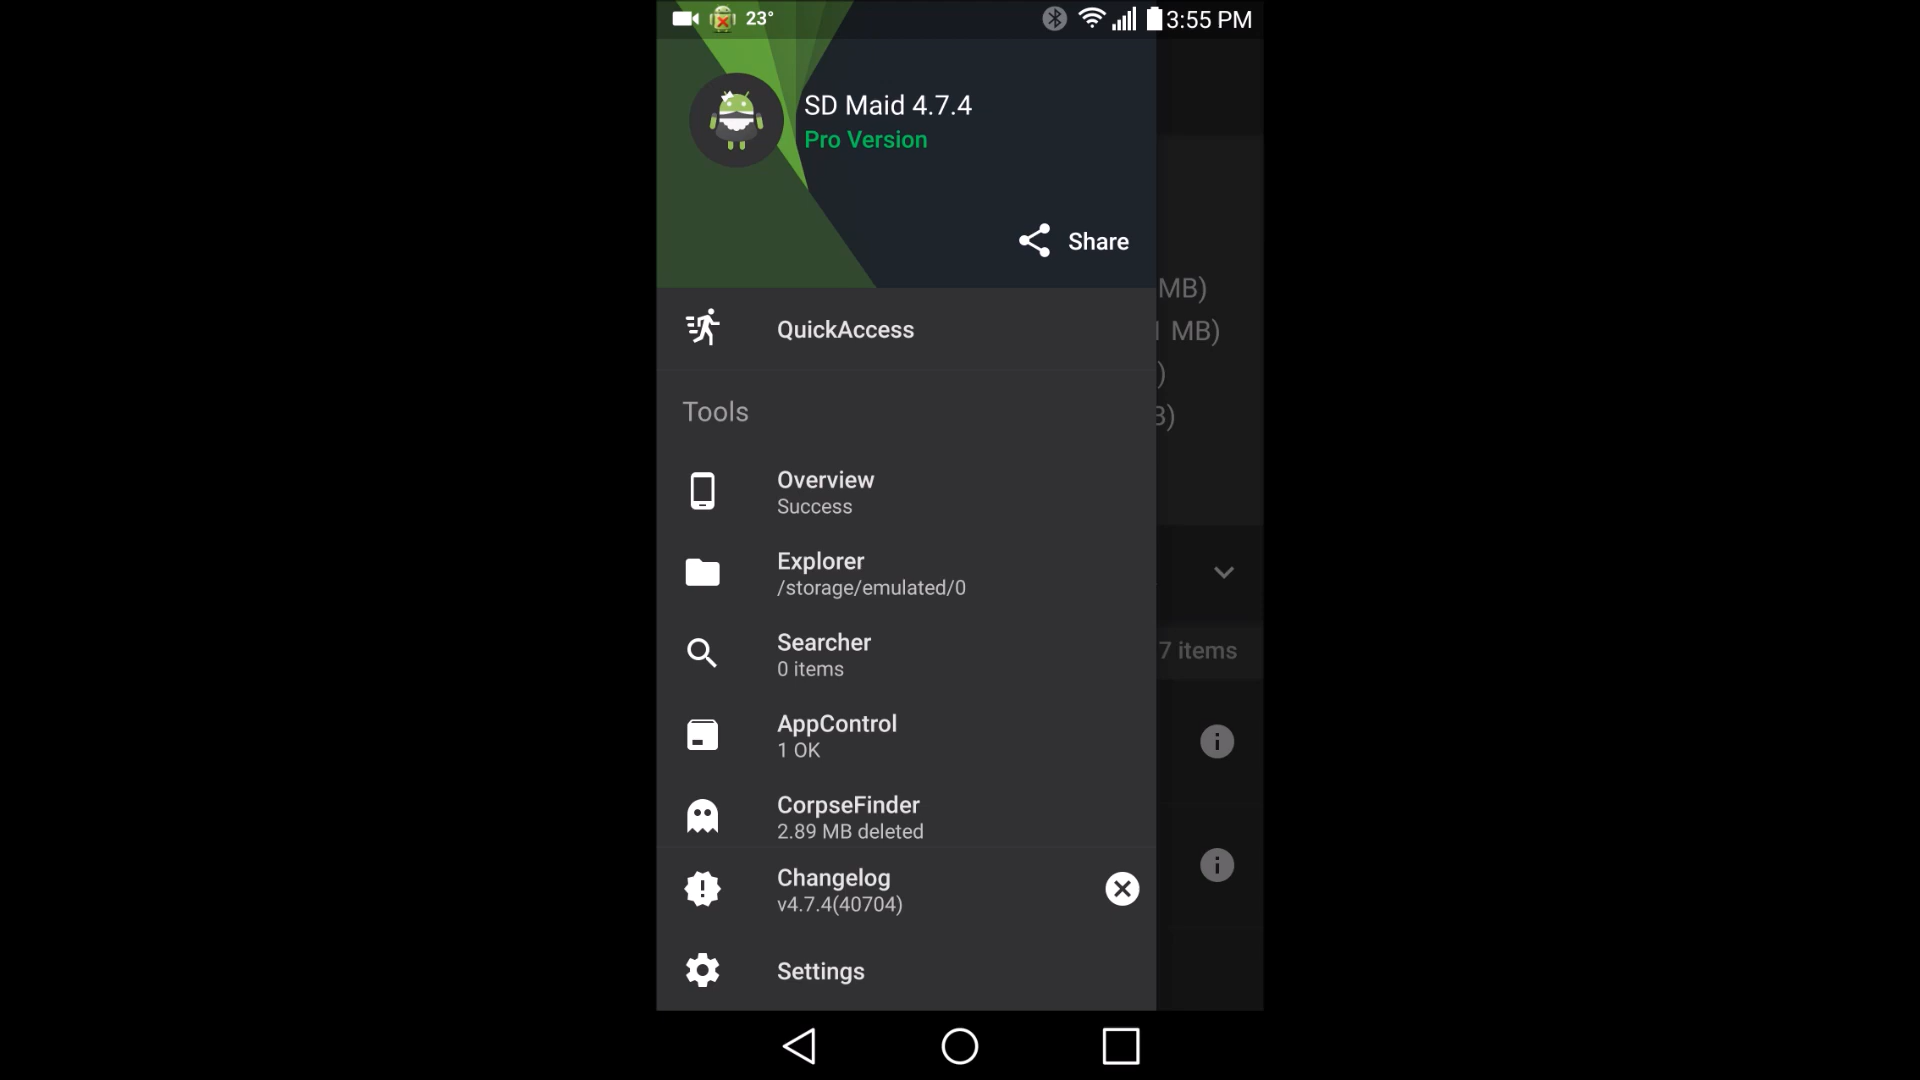 23°
3:55 PM
SD Maid 4.7.4
Pro Version
Share
QuickAccess
Tools
Overview
Success
Explorer
/storage/emulated/0
Searcher
0 items
AppControl
1 OK
CorpseFinder
2.89 MB deleted
Changelog
v4.7.4(40704)
Settings
MB)
MB)
)
B)
7 items